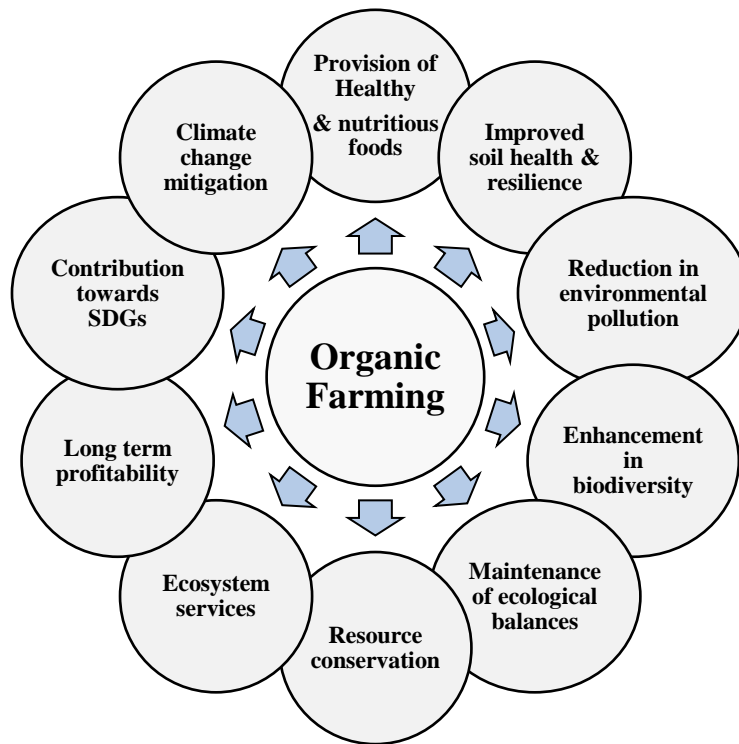 Provision of
Healthy
& nutritious
foods
Improved
soil health &
resilience
Reduction in
environmental
pollution
Enhancement
in
biodiversity
Maintenance
of ecological
balances
Resource
conservation
Ecosystem
services
Long term
profitability
Contribution
towards
SDGs
Climate
change
mitigation
Organic
Farming